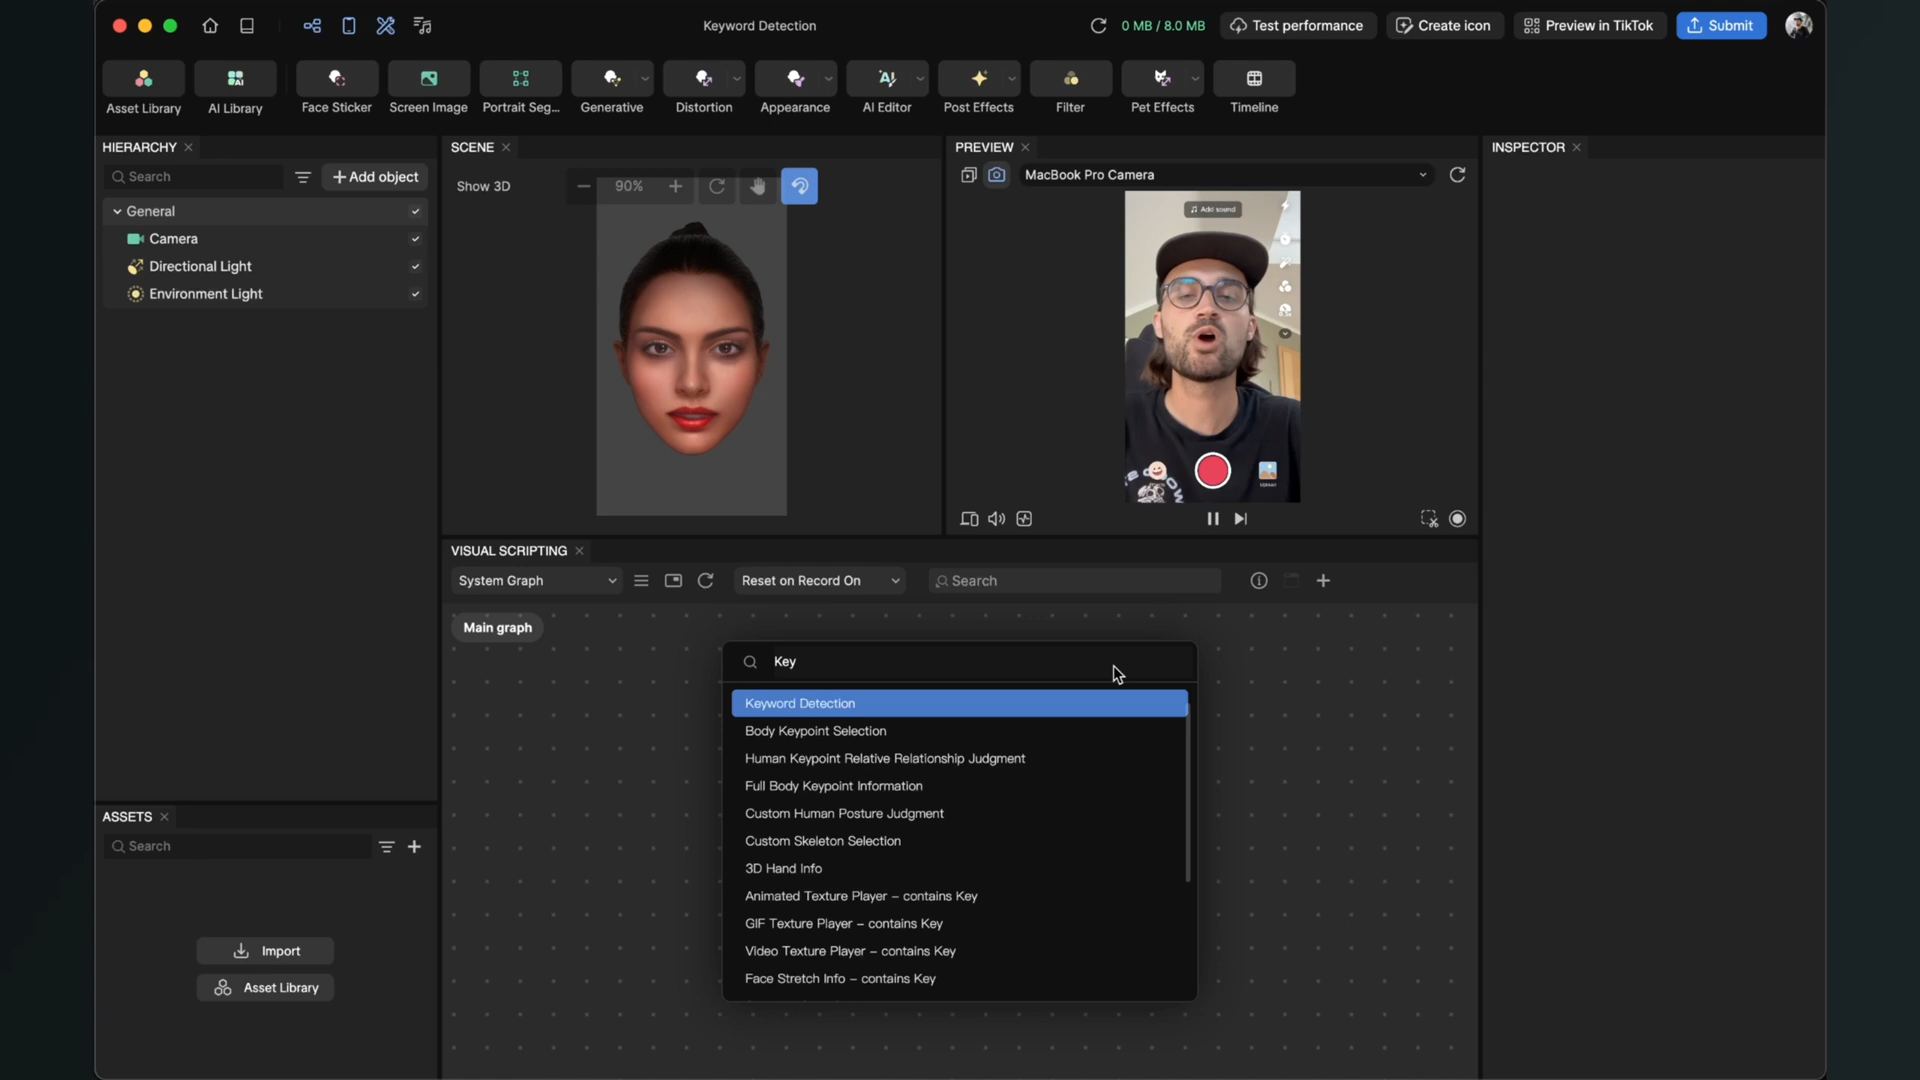 Keyword Detection
0 MB / 8.0 MB
Test performance
Create icon
Preview in TikTok
Submit
Asset Library
AI Library
Face Sticker
Screen Image
Portrait Seg...
Generative
Distortion
Appearance
AI Editor
Post Effects
Filter
Pet Effects
Timeline
HIERARCHY
Search
Add object
General
Camera
Directional Light
Environment Light
SCENE
Show 3D
90%
PREVIEW
MacBook Pro Camera
Add sound
INSPECTOR
VISUAL SCRIPTING
System Graph
Reset on Record On
Search
Main graph
Key
Keyword Detection
Body Keypoint Selection
Human Keypoint Relative Relationship Judgment
Full Body Keypoint Information
Custom Human Posture Judgment
Custom Skeleton Selection
3D Hand Info
Animated Texture Player – contains Key
GIF Texture Player – contains Key
Video Texture Player – contains Key
Face Stretch Info – contains Key
ASSETS
Search
Import
Asset Library